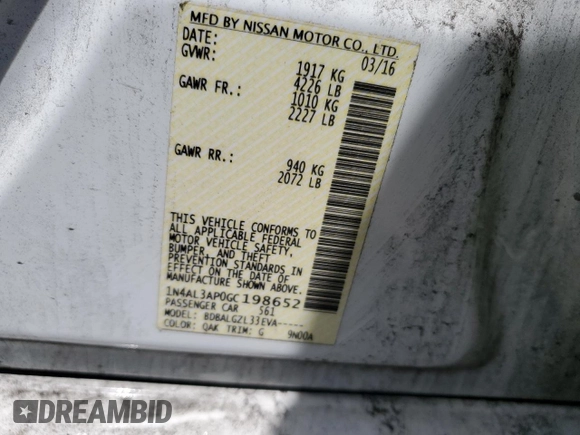 MFD BY NISSAN MOTOR CO., LTD.
DATE: 03/16
GVWR: 1917 KG
4226 LB
GAWR FR.: 1010 KG
2227 LB
GAWR RR.: 940 KG
2072 LB
THIS VEHICLE CONFORMS TO
ALL APPLICABLE FEDERAL
MOTOR VEHICLE SAFETY,
BUMPER, AND THEFT
PREVENTION STANDARDS IN
EFFECT ON THE DATE OF
MANUFACTURE SHOWN ABOVE.
1N4AL3AP0GC198652
PASSENGER CAR S61
MODEL: BDBALGZL33EVA-----
COLOR: QAK TRIM: G 9N00A
DREAMBID